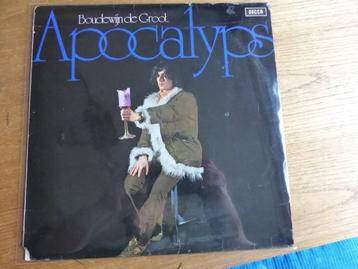 Boudewijn de Groot
DECCA
Apocalyps